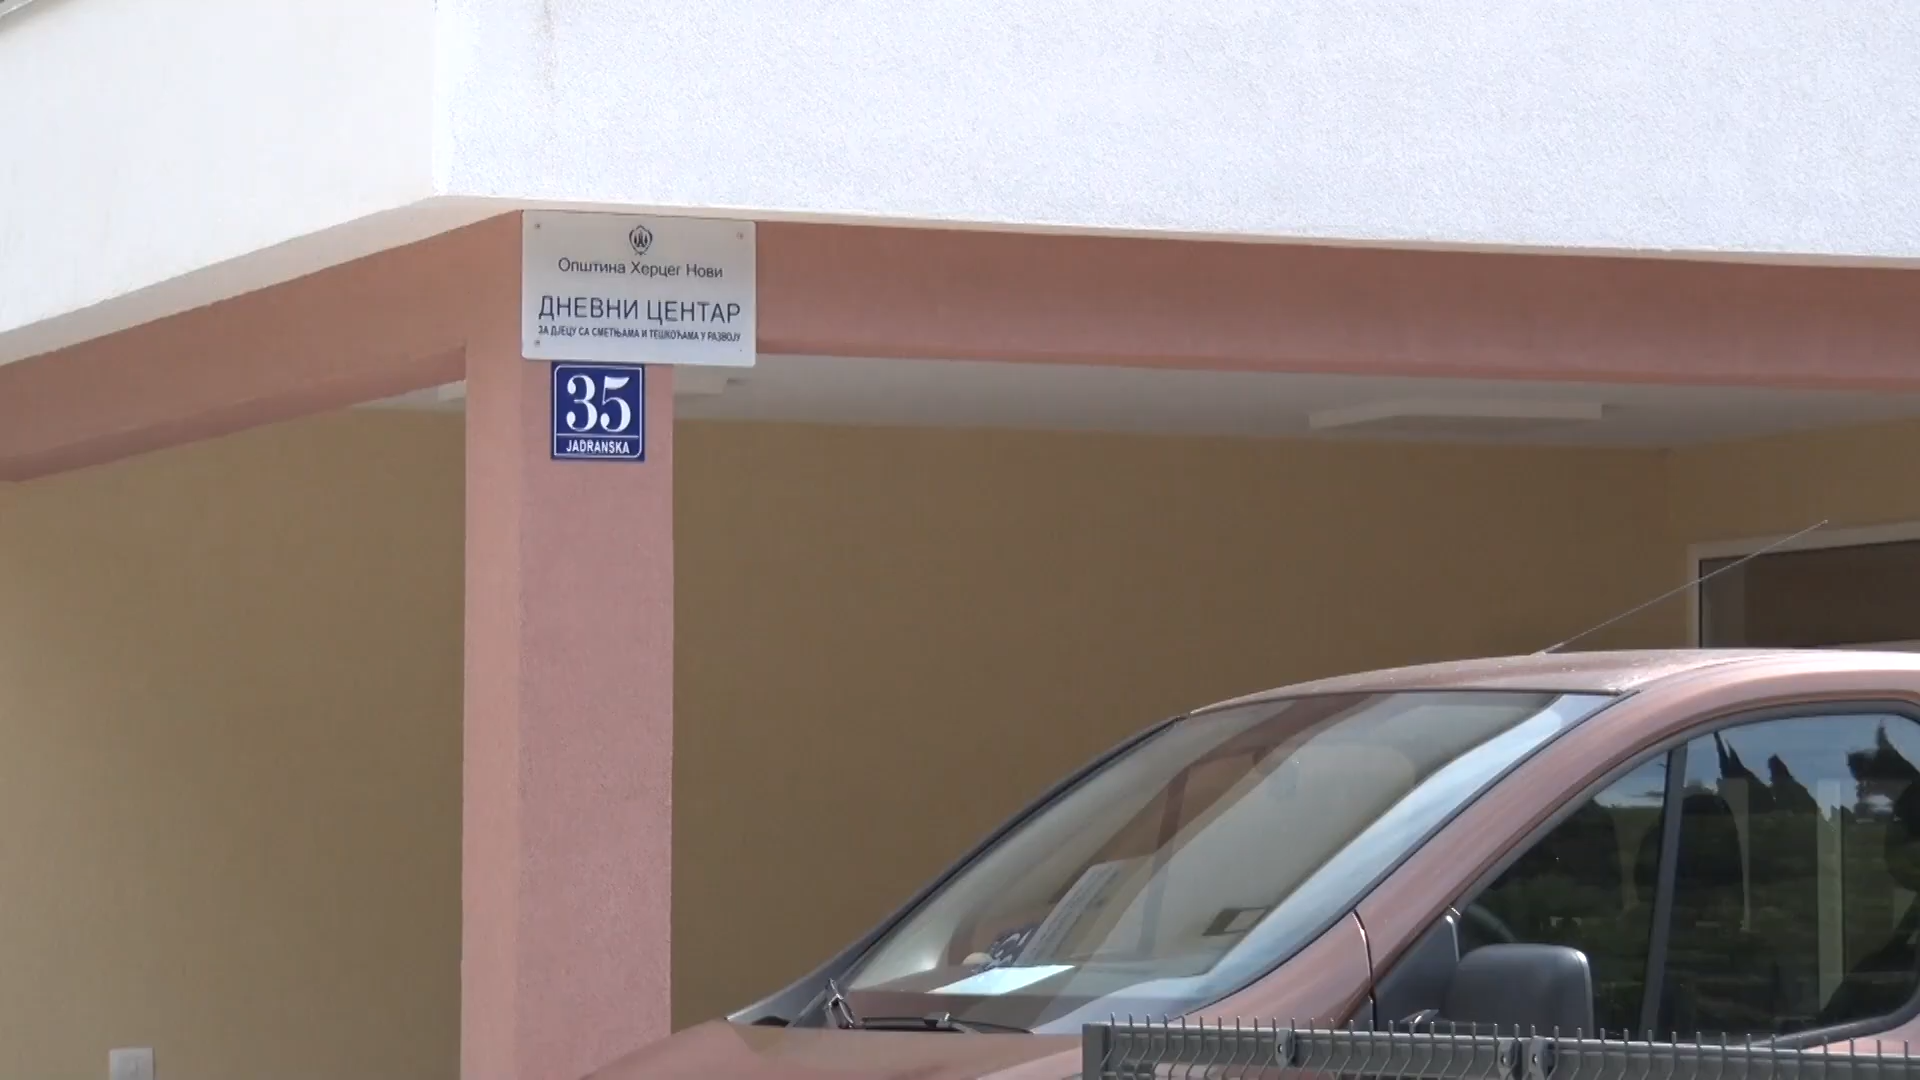 Општина Херцег Нови
ДНЕВНИ ЦЕНТАР
ЗА ДЈЕЦУ СА СМЕТЊАМА И ТЕШКОЋАМА У РАЗВОЈУ
35
JADRANSKA